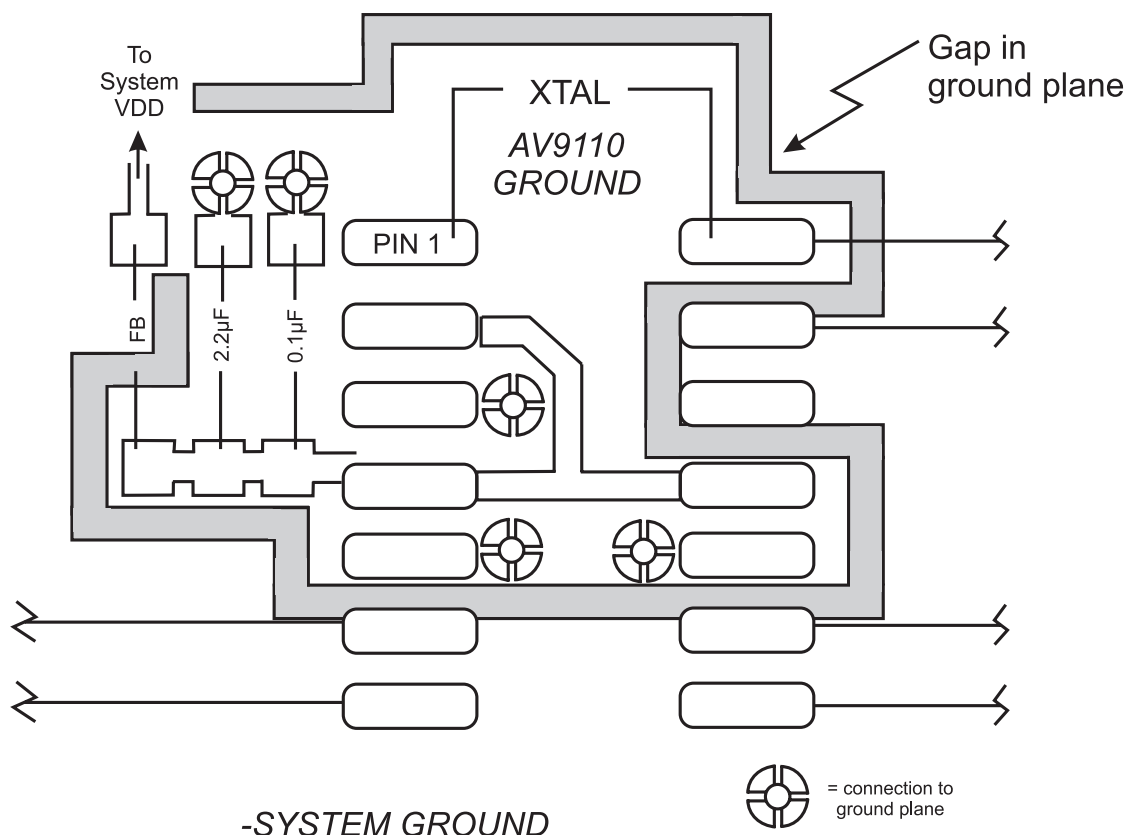 To
System
VDD
XTAL
AV9110
GROUND
Gap in
ground plane
PIN 1
FB
2.2µF
0.1µF
= connection to
ground plane
-SYSTEM GROUND